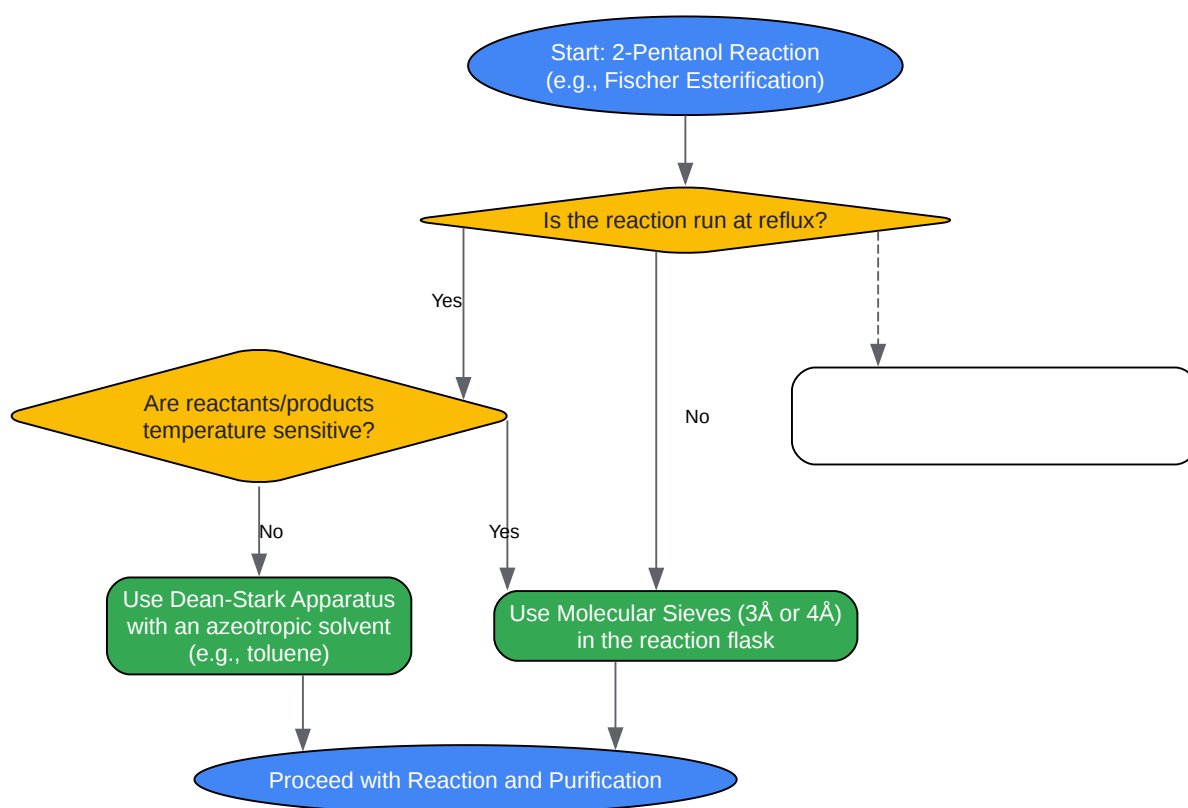 Start: 2-Pentanol Reaction
(e.g., Fischer Esterification)
Is the reaction run at reflux?
Yes
Are reactants/products
temperature sensitive?
No
No
Yes
Use Dean-Stark Apparatus
with an azeotropic solvent
(e.g., toluene)
Use Molecular Sieves (3Å or 4Å)
in the reaction flask
Proceed with Reaction and Purification